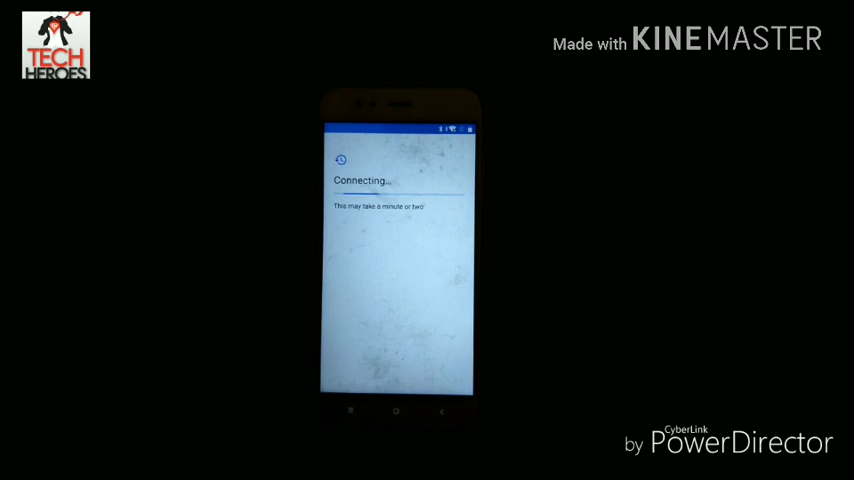 TECH
HEROES
Made with KINEMASTER
Connecting...
This may take a minute or two
CyberLink
by PowerDirector